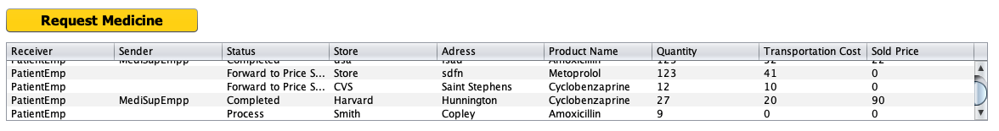 Request Medicine
Receiver Sender Status Store Adress Product Name Quantity Transportation Cost Sold Price
PatientEmp MediSupEmpp Completed Amoxicillin 123 32 22
PatientEmp Forward to Price S... Store sdfn Metoprolol 123 41 0
PatientEmp Forward to Price S... CVS Saint Stephens Cyclobenzaprine 12 10 0
PatientEmp MediSupEmpp Completed Harvard Hunnington Cyclobenzaprine 27 20 90
PatientEmp Process Smith Copley Amoxicillin 9 0 0